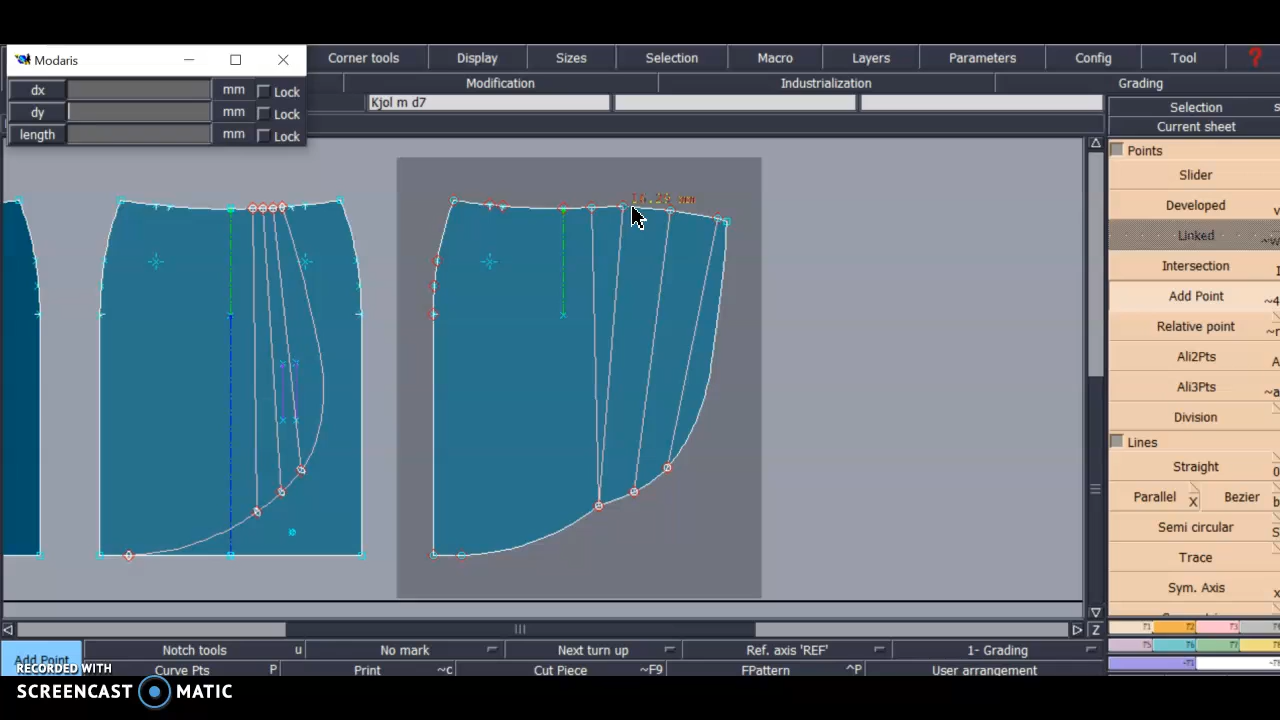 Modaris
Corner tools Display Sizes Selection Macro Layers Parameters Config Tool ?
dx mm Lock
dy mm Lock
length mm Lock
Modification Industrialization Grading
Kjol m d7
Selection
Current sheet
Points
Slider
Developed
Linked
Intersection
Add Point ~4
Relative point
Ali2Pts A
Ali3Pts ~a
Division
Lines
Straight 0
Parallel X Bezier b
Semi circular S
Trace
Sym. Axis x
Z
Add Point
Notch tools u No mark Next turn up Ref. axis 'REF' 1- Grading
Curve Pts P Print ~c Cut Piece ~F9 FPattern ^P User arrangement
RECORDED WITH
SCREENCAST MATIC